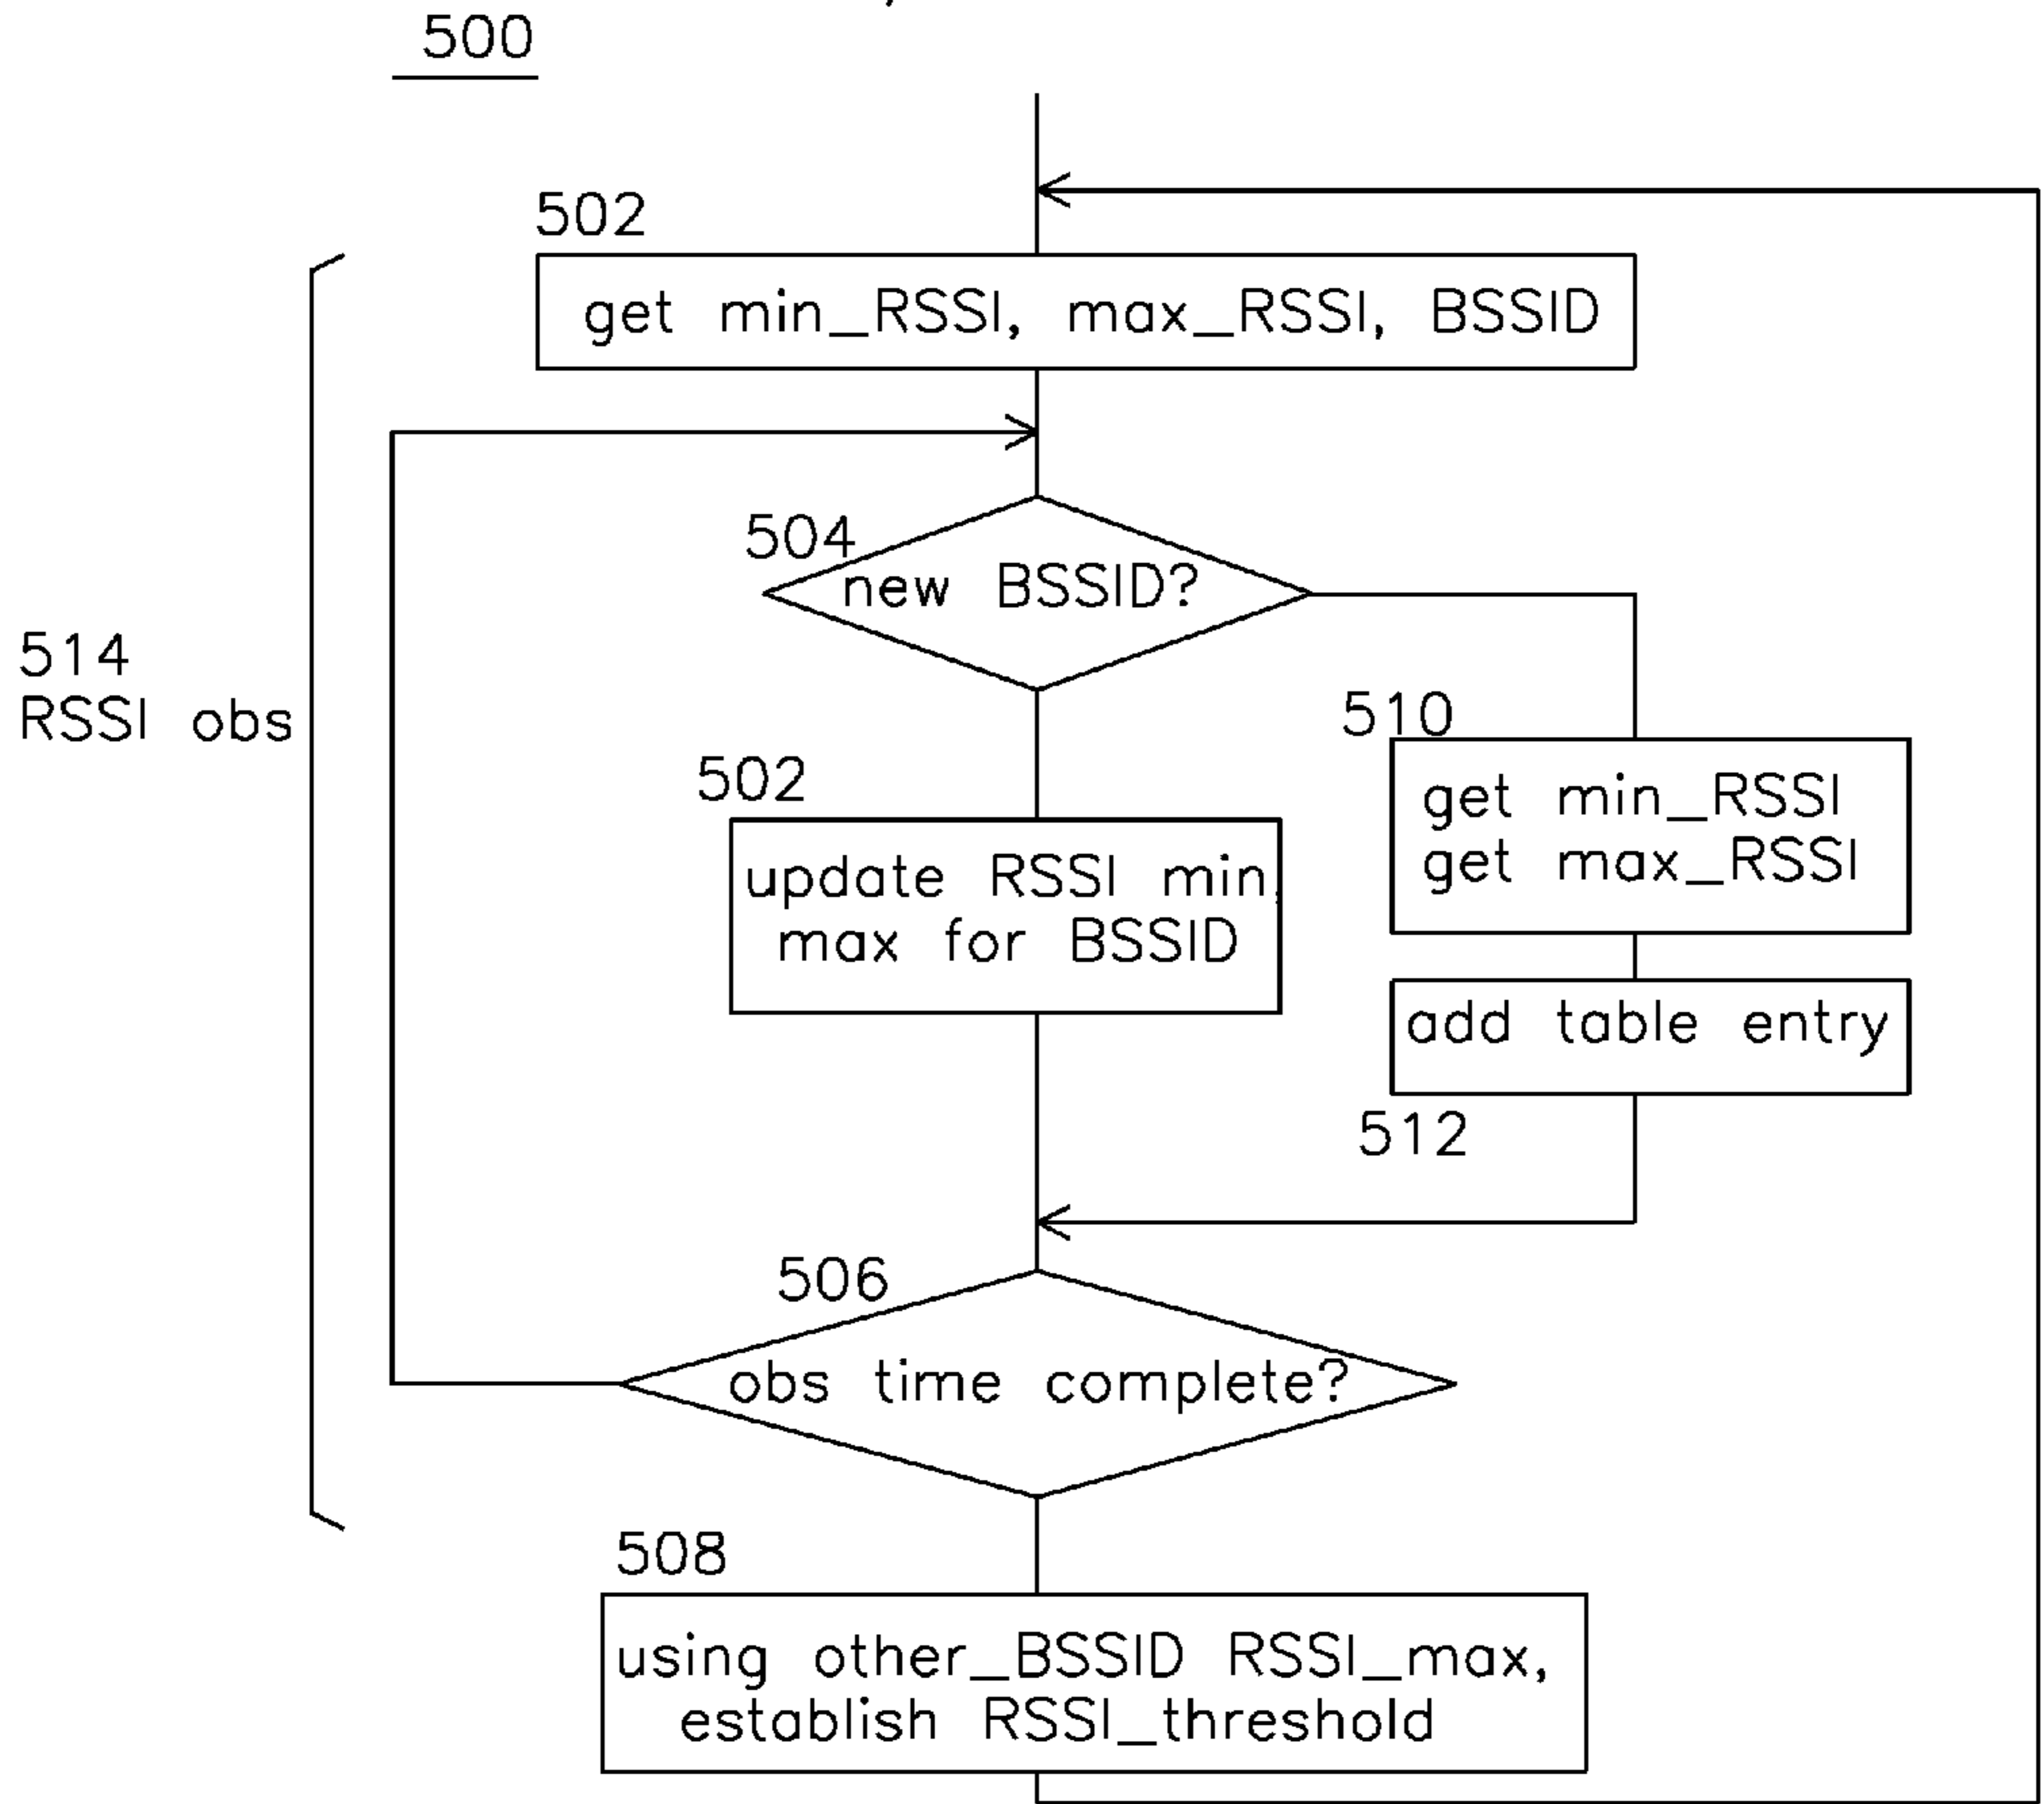 500
502
get min_RSSI, max_RSSI, BSSID
504
new BSSID?
514
RSSI obs
510
get min_RSSI
get max_RSSI
502
update RSSI min,
max for BSSID
add table entry
512
506
obs time complete?
508
using other_BSSID RSSI_max,
establish RSSI_threshold